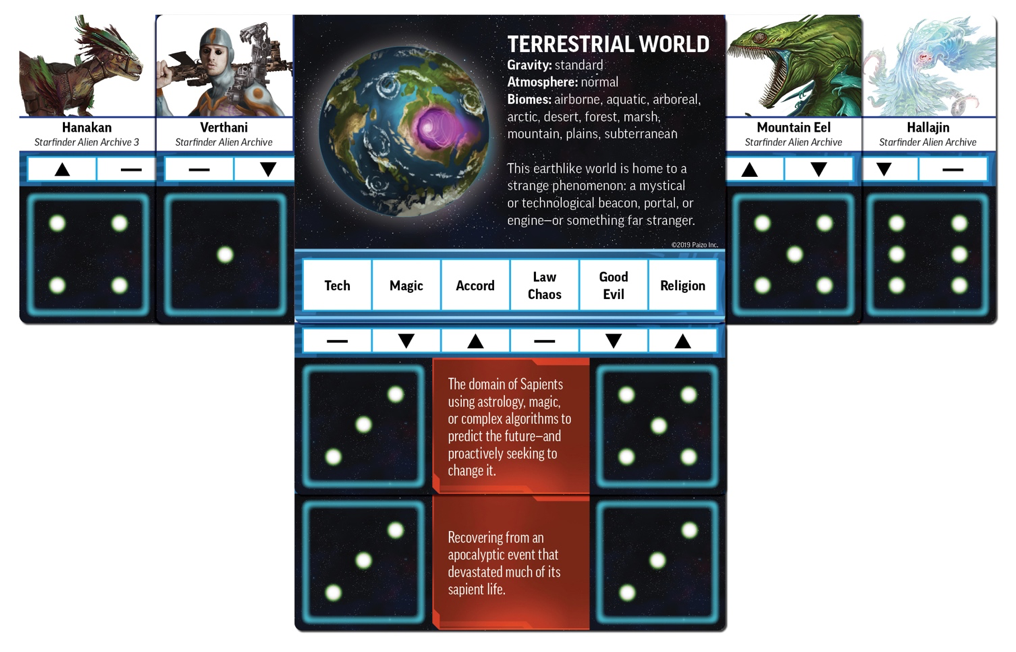 Hanakan
Starfinder Alien Archive 3
Verthani
Starfinder Alien Archive
TERRESTRIAL WORLD
Gravity: standard
Atmosphere: normal
Biomes: airborne, aquatic, arboreal,
arctic, desert, forest, marsh,
mountain, plains, subterranean
This earthlike world is home to a
strange phenomenon: a mystical
or technological beacon, portal, or
engine—or something far stranger.
©2019 Paizo Inc.
Mountain Eel
Starfinder Alien Archive
Hallajin
Starfinder Alien Archive
Tech
Magic
Accord
Law
Chaos
Good
Evil
Religion
The domain of Sapients
using astrology, magic,
or complex algorithms to
predict the future—and
proactively seeking to
change it.
Recovering from an
apocalyptic event that
devastated much of its
sapient life.